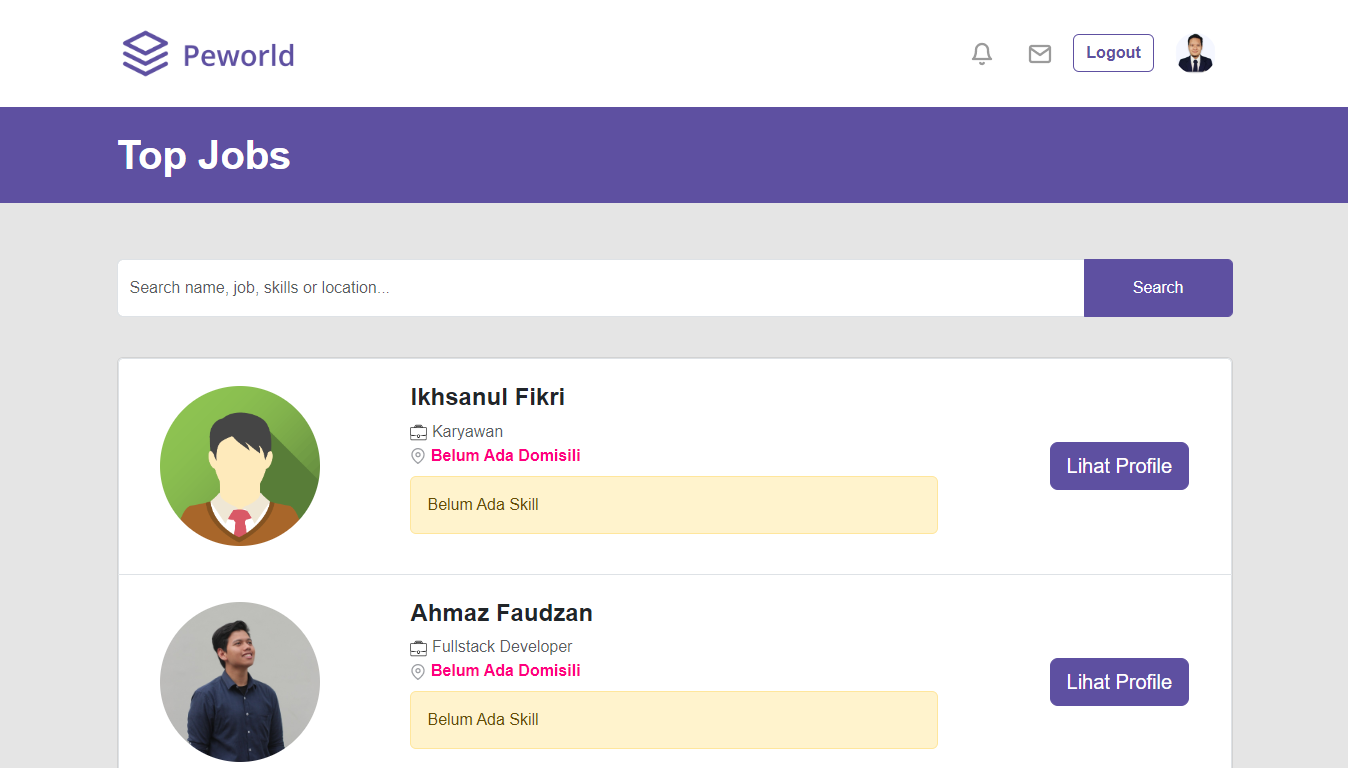 Peworld
Logout
Top Jobs
Search name, job, skills or location...
Search
Ikhsanul Fikri
Karyawan
Belum Ada Domisili
Belum Ada Skill
Lihat Profile
Ahmaz Faudzan
Fullstack Developer
Belum Ada Domisili
Belum Ada Skill
Lihat Profile